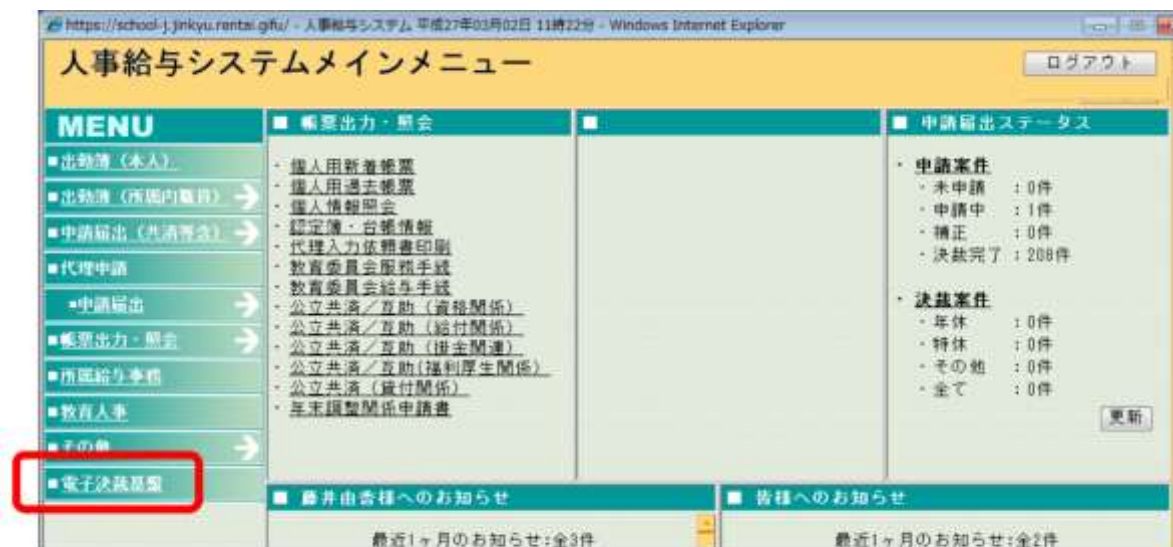 https://school-j.jinkyu.rentai.gifu/ - 人事給与システム 平成27年03月02日 11時22分 - Windows Internet Explorer
人事給与システムメインメニュー
ログアウト
MENU
■出勤簿（本人）
■出勤簿（所属内職員）
■申請届出（共済等含）
■代理申請
■申請届出
■帳票出力・照会
■所属給与事務
■教育人事
■その他
■電子決裁基盤
■ 帳票出力・照会
・個人用新着帳票
・個人用過去帳票
・個人情報照会
・認定簿・台帳情報
・代理入力依頼書印刷
・教育委員会服務手続
・教育委員会給与手続
・公立共済／互助（資格関係）
・公立共済／互助（給付関係）
・公立共済／互助（掛金関連）
・公立共済／互助(福利厚生関係)
・公立共済（貸付関係）
・年末調整関係申請書
■
■ 申請届出ステータス
・申請案件
・未申請 ：0件
・申請中 ：1件
・補正 ：0件
・決裁完了 ：208件
・決裁案件
・年休 ：0件
・特休 ：0件
・その他 ：0件
・全て ：0件
更新
■ 藤井由香様へのお知らせ
最近1ヶ月のお知らせ:全3件
■ 皆様へのお知らせ
最近1ヶ月のお知らせ:全2件